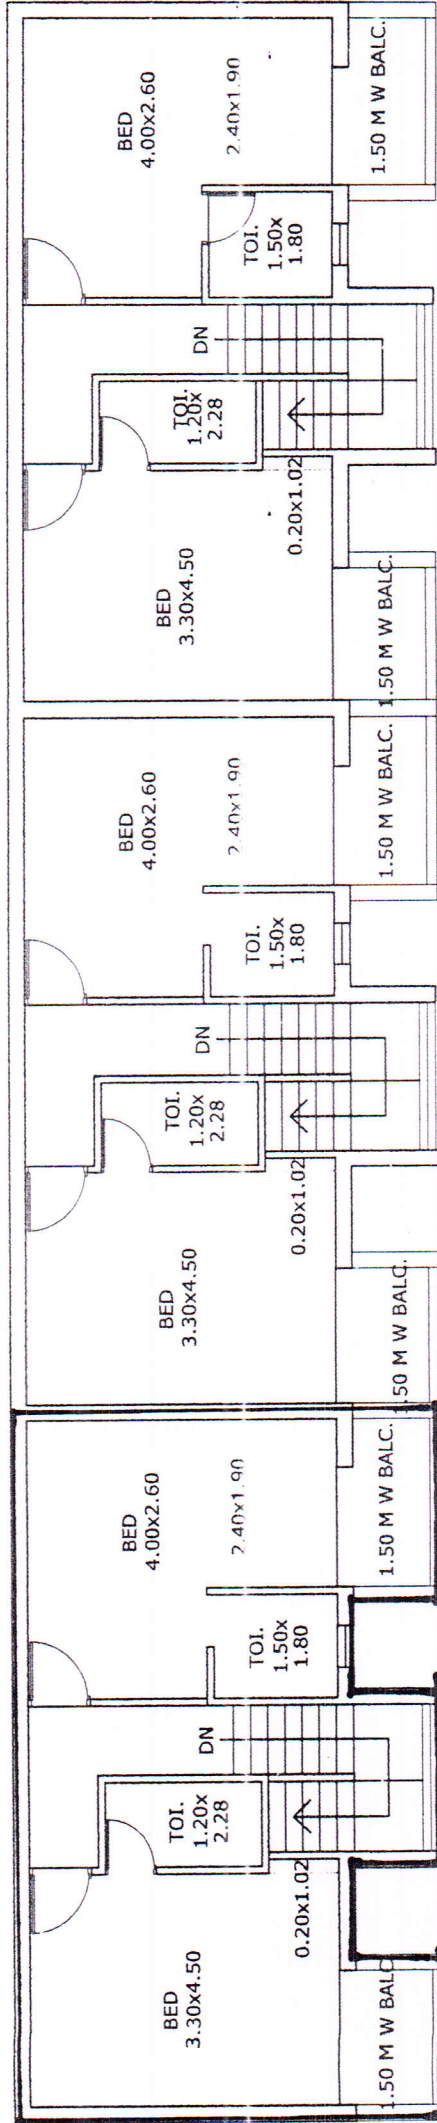 BED
3.30x4.50
TOI.
1.20x
2.28
DN
0.20x1.02
1.50 M W BALC
BED
4.00x2.60
2.40x1.90
TOI.
1.50x
1.80
1.50 M W BALC.
BED
3.30x4.50
TOI.
1.20x
2.28
DN
0.20x1.02
1.50 M W BALC.
BED
4.00x2.60
2.40x1.90
TOI.
1.50x
1.80
1.50 M W BALC.
BED
3.30x4.50
TOI.
1.20x
2.28
DN
0.20x1.02
1.50 M W BALC.
BED
4.00x2.60
2.40x1.90
TOI.
1.50x
1.80
1.50 M W BALC.